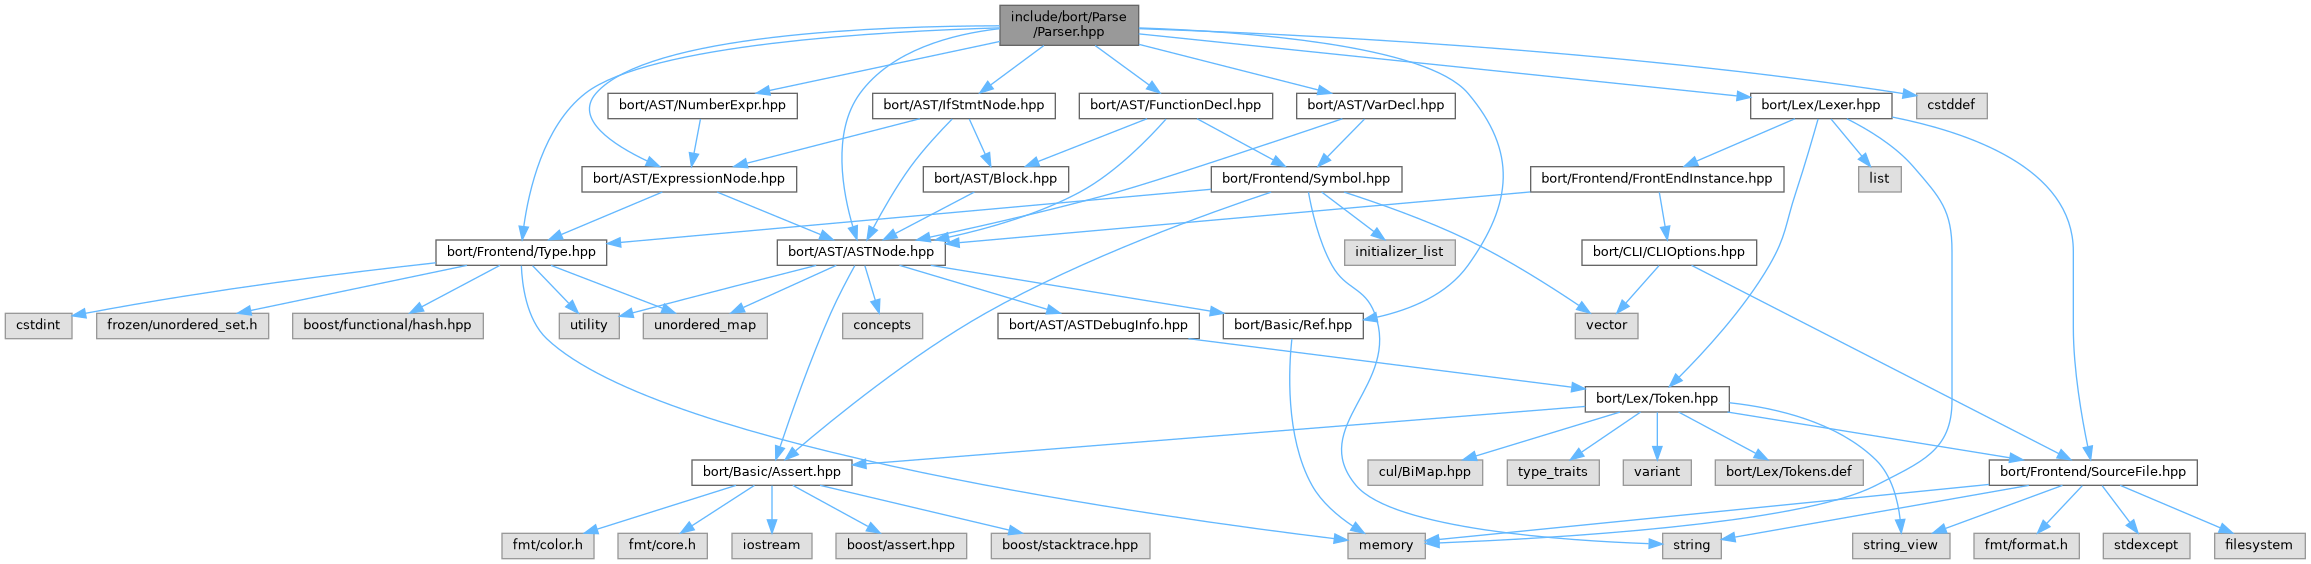 include/bort/Parse
/Parser.hpp
bort/AST/NumberExpr.hpp
bort/AST/IfStmtNode.hpp
bort/AST/FunctionDecl.hpp
bort/AST/VarDecl.hpp
bort/Lex/Lexer.hpp
cstddef
bort/AST/ExpressionNode.hpp
bort/AST/Block.hpp
bort/Frontend/Symbol.hpp
bort/Frontend/FrontEndInstance.hpp
list
bort/Frontend/Type.hpp
bort/AST/ASTNode.hpp
initializer_list
bort/CLI/CLIOptions.hpp
cstdint
frozen/unordered_set.h
boost/functional/hash.hpp
utility
unordered_map
concepts
bort/AST/ASTDebugInfo.hpp
bort/Basic/Ref.hpp
vector
bort/Lex/Token.hpp
bort/Basic/Assert.hpp
cul/BiMap.hpp
type_traits
variant
bort/Lex/Tokens.def
bort/Frontend/SourceFile.hpp
fmt/color.h
fmt/core.h
iostream
boost/assert.hpp
boost/stacktrace.hpp
memory
string
string_view
fmt/format.h
stdexcept
filesystem